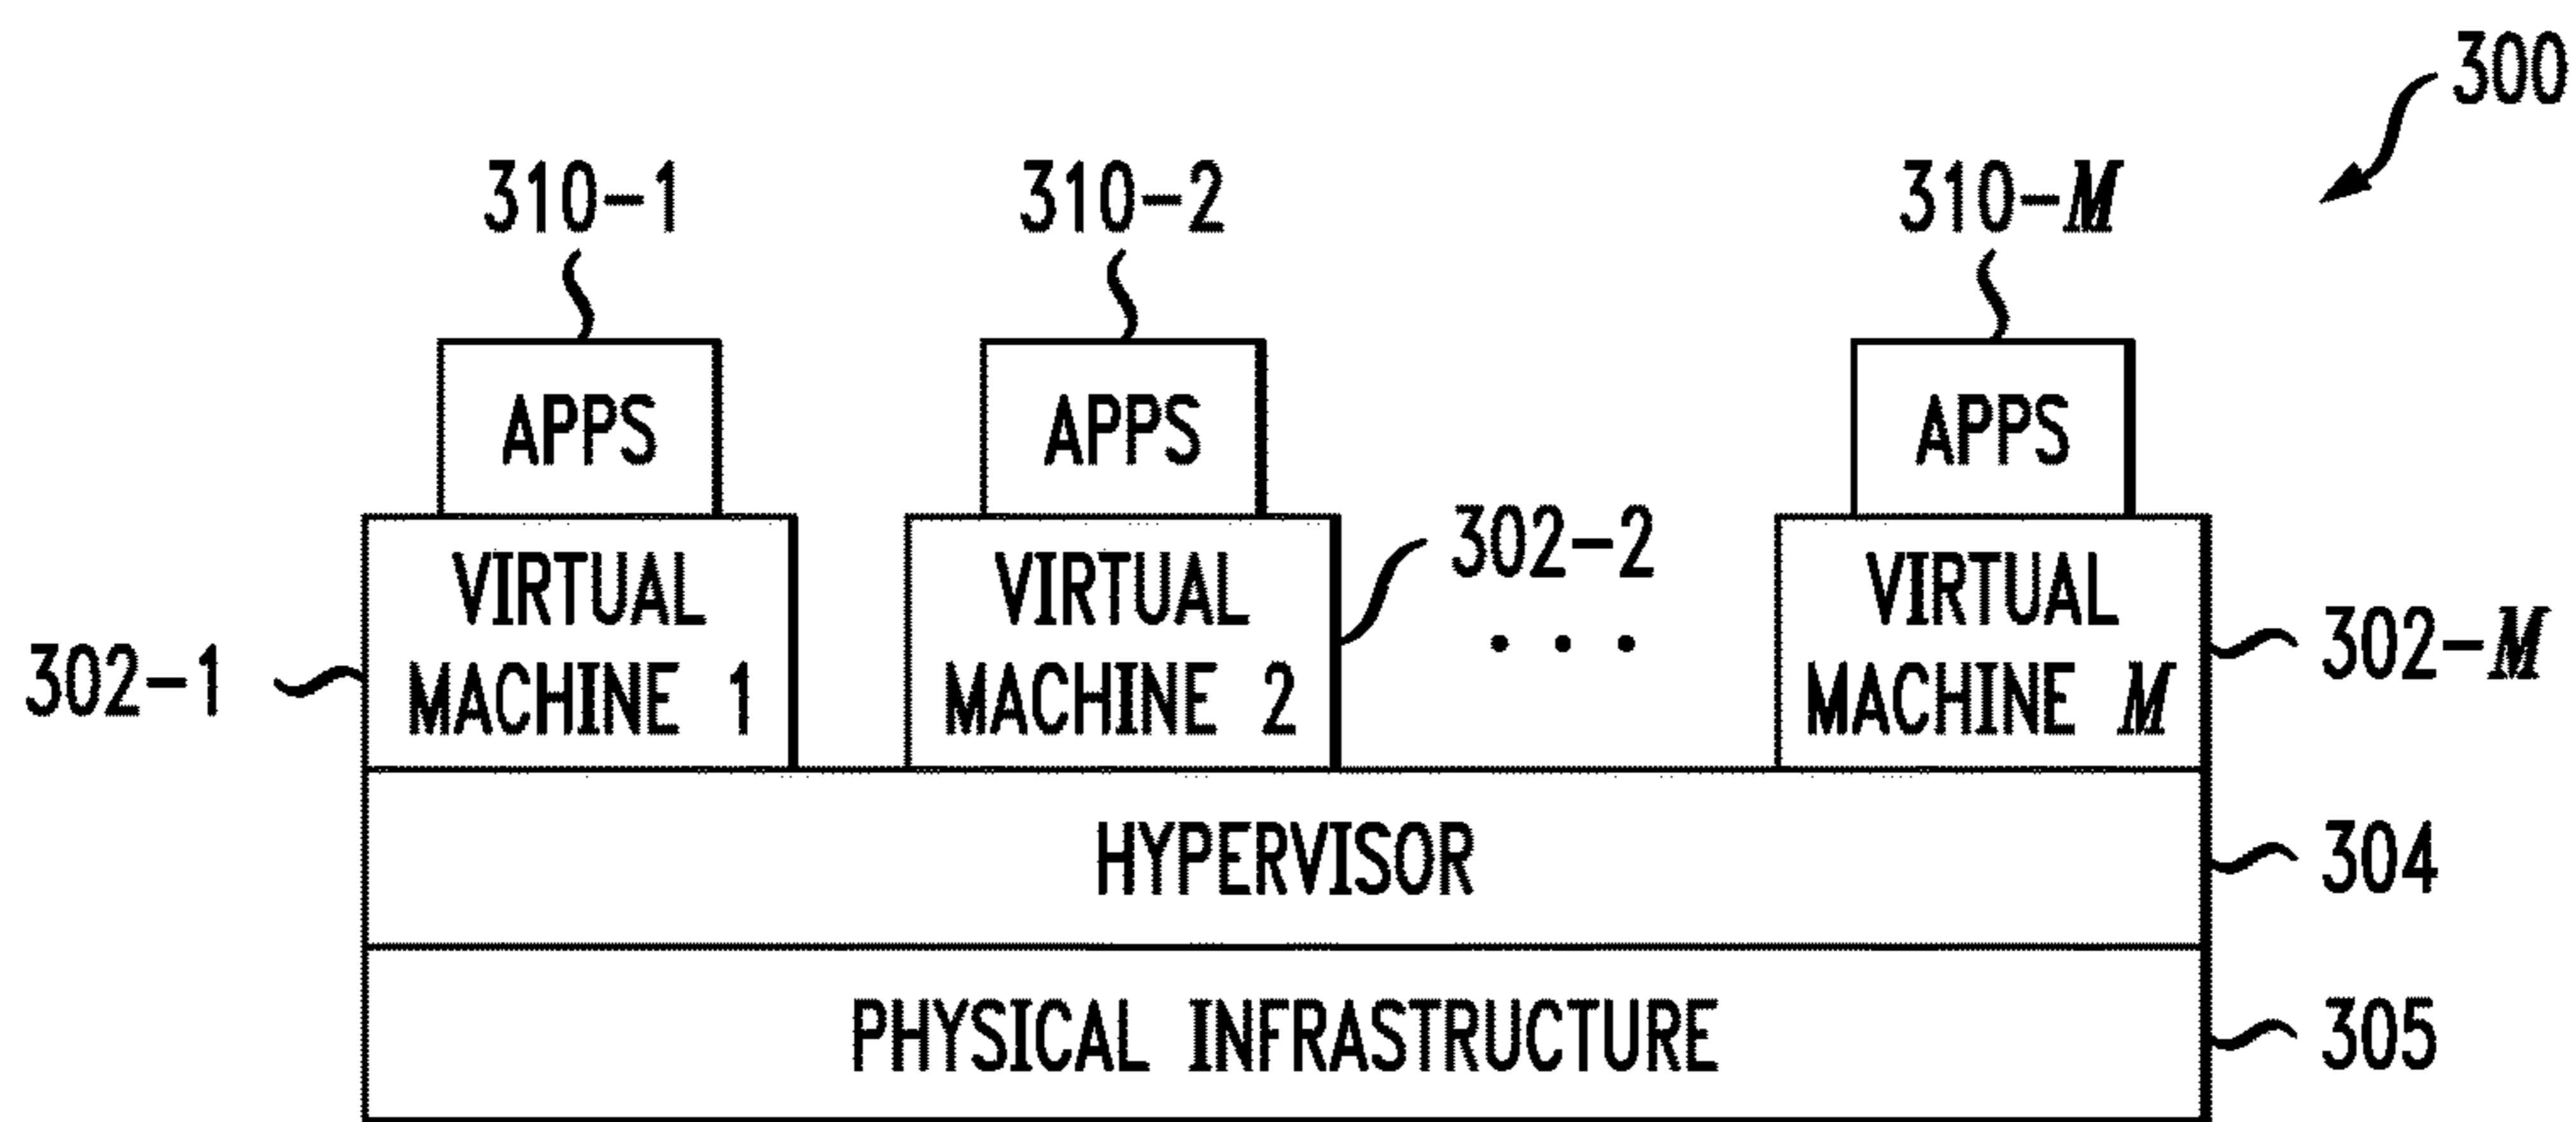 300
310-1 310-2 310-M
APPS APPS APPS
302-2
VIRTUAL MACHINE 1
VIRTUAL MACHINE 2
VIRTUAL MACHINE M
302-1
. . .
302-M
HYPERVISOR 304
PHYSICAL INFRASTRUCTURE 305